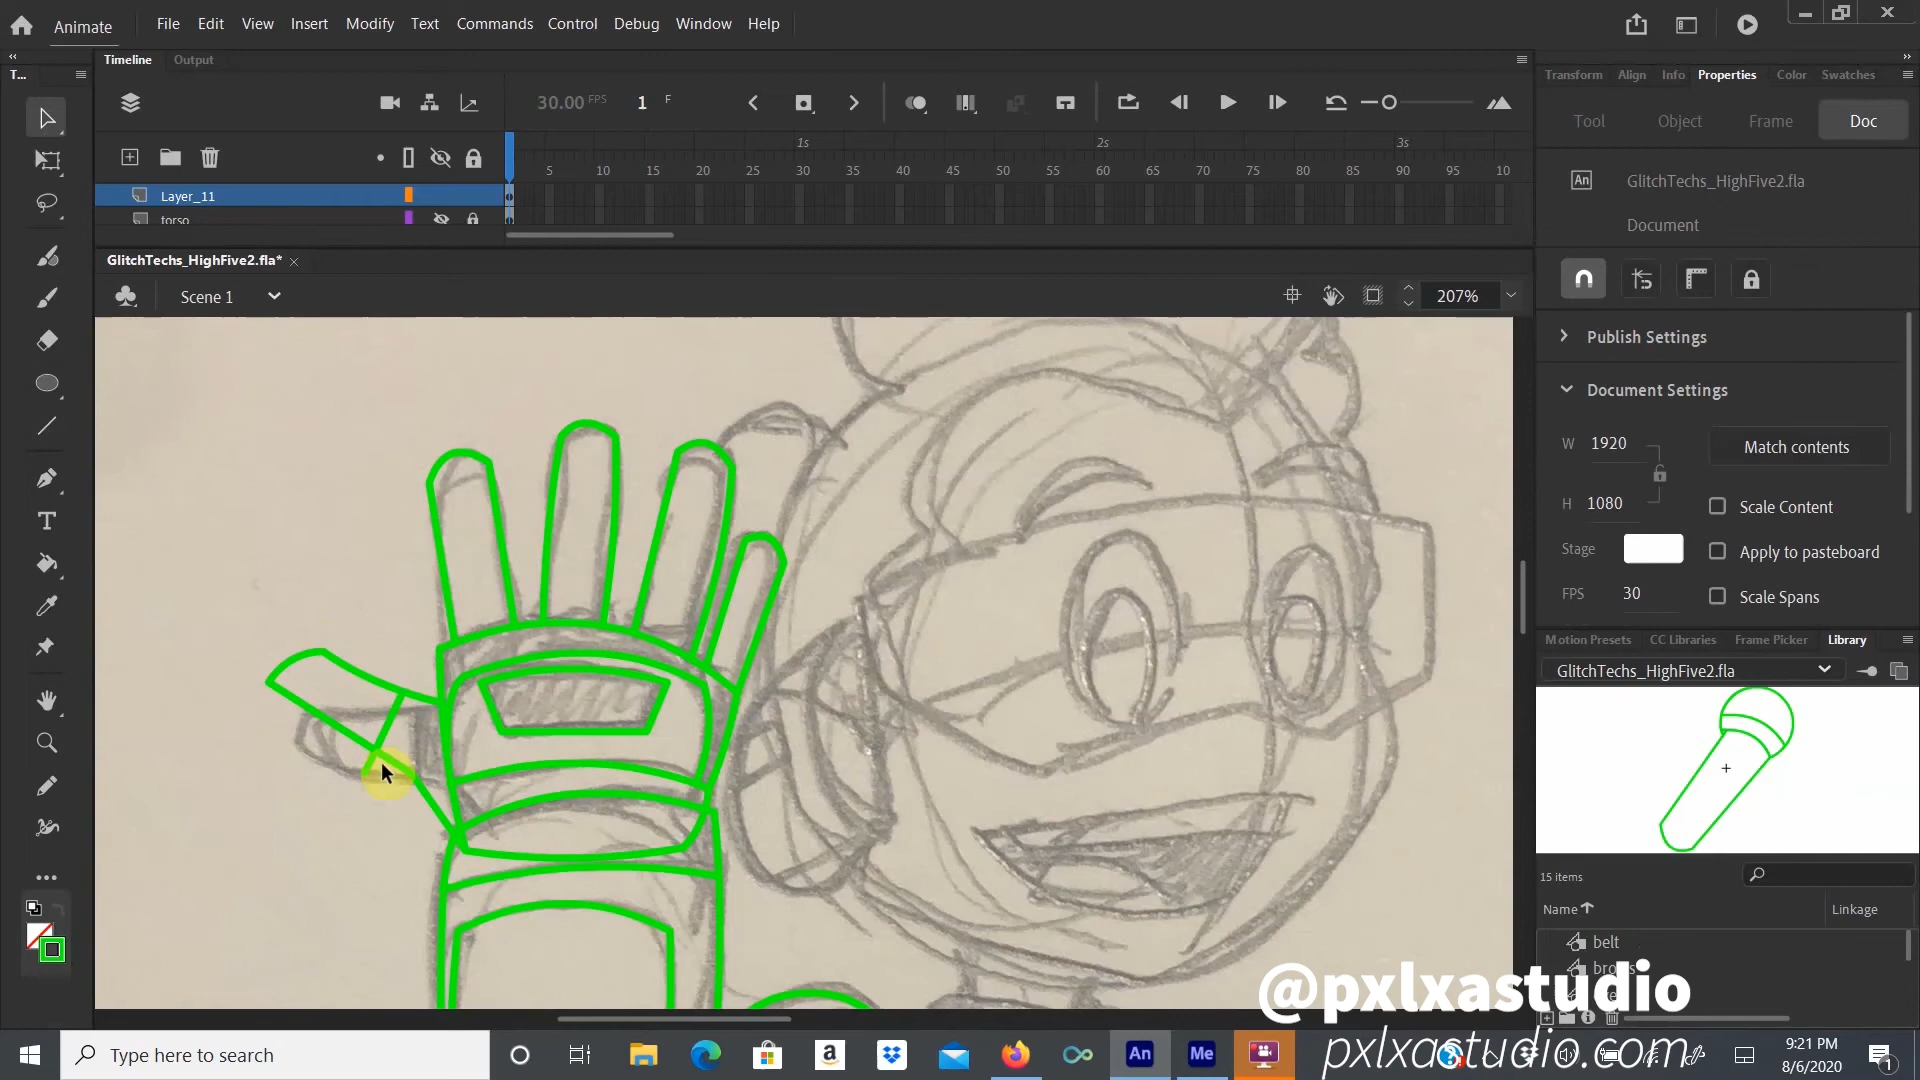 Animate File Edit View Insert Modify Text Commands Control Debug Window Help
Timeline Output
T...
Transform Align Info Properties Color Swatches
30.00 FPS 1 F
Tool Object Frame Doc
1s 2s 3s
5 10 15 20 25 30 35 40 45 50 55 60 65 70 75 80 85 90 95 10
An GlitchTechs_HighFive2.fla
Layer_11
torso
Document
GlitchTechs_HighFive2.fla*
Scene 1
207%
Publish Settings
Document Settings
W 1920
Match contents
H 1080
Scale Content
Stage
Apply to pasteboard
FPS 30
Scale Spans
Motion Presets CC Libraries Frame Picker Library
GlitchTechs_HighFive2.fla
15 items
Name Linkage
belt
@pxlxastudio
pxlxastudio.com
Type here to search
a An Me
9:21 PM
8/6/2020
1